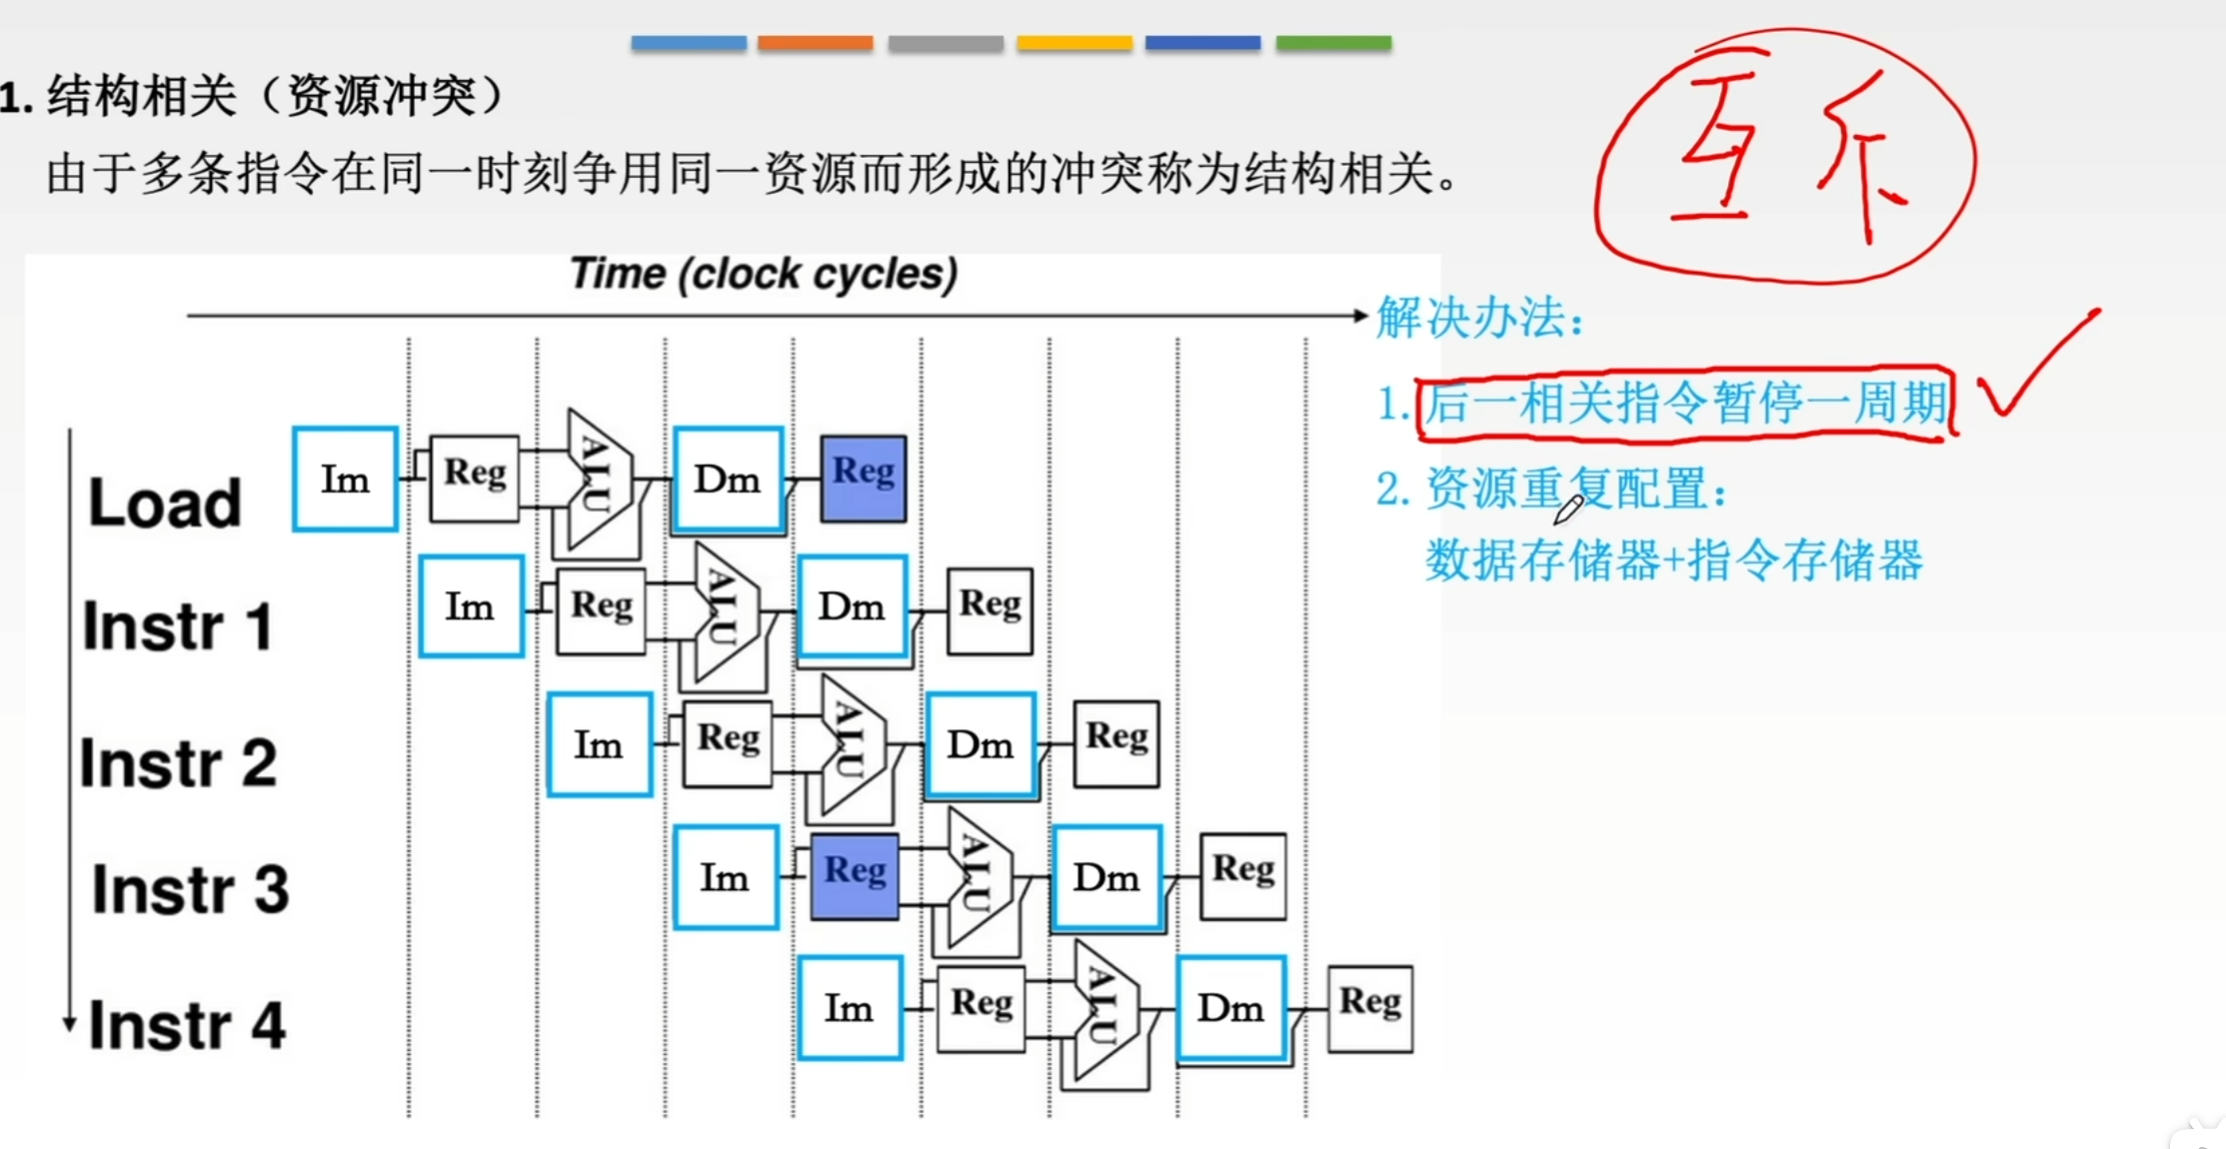 1. 结构相关（资源冲突）
由于多条指令在同一时刻争用同一资源而形成的冲突称为结构相关。
互斥
Time (clock cycles)
解决办法：
1. 后一相关指令暂停一周期
2. 资源重复配置：
数据存储器+指令存储器
Load Im Reg ALU Dm Reg
Instr 1 Im Reg ALU Dm Reg
Instr 2 Im Reg ALU Dm Reg
Instr 3 Im Reg ALU Dm Reg
Instr 4 Im Reg ALU Dm Reg